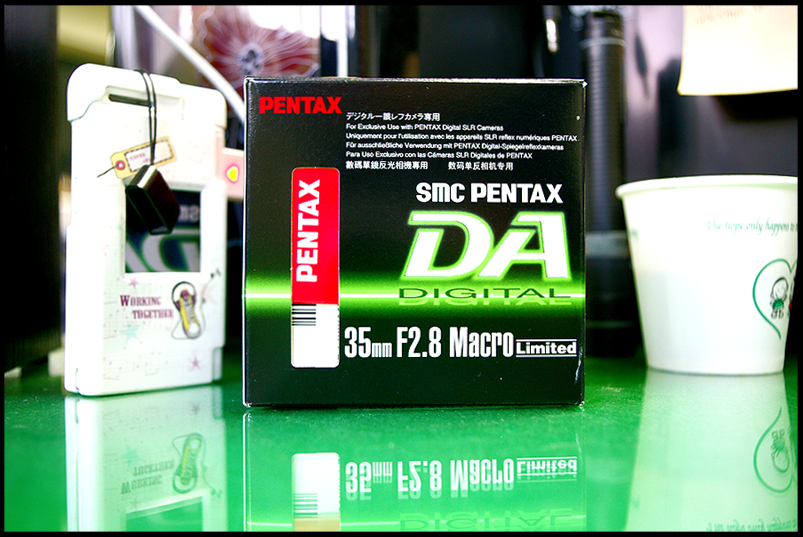 PENTAX
デジタル一眼レフカメラ専用
For Exclusive Use with PENTAX Digital SLR Cameras
Uniquement pour l'utilisation avec les appareils SLR reflex numériques PENTAX
Für ausschließliche Verwendung mit PENTAX Digital-Spiegelreflexkameras
Para Uso Exclusivo con las Cámaras SLR Digitales de PENTAX
數碼單鏡反光相機專用 数码单反相机专用
PENTAX
smc PENTAX
DA
DIGITAL
35mm F2.8 Macro Limited
WORKING
TOGETHER
The hope only happens